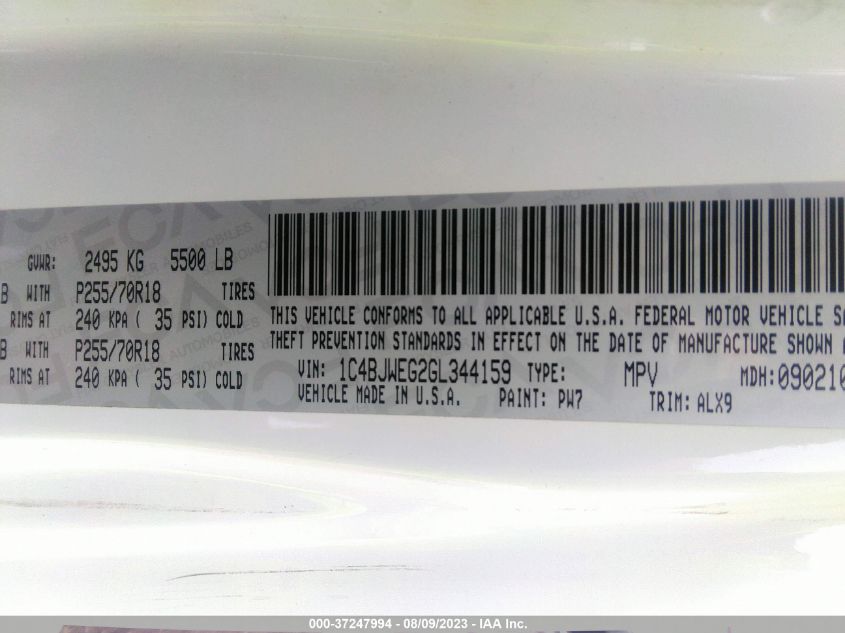 GVWR: 2495 KG 5500 LB
B WITH P255/70R18 TIRES
RIMS AT 240 KPA ( 35 PSI) COLD
B WITH P255/70R18 TIRES
RIMS AT 240 KPA ( 35 PSI) COLD
THIS VEHICLE CONFORMS TO ALL APPLICABLE U.S.A. FEDERAL MOTOR VEHICLE SA
THEFT PREVENTION STANDARDS IN EFFECT ON THE DATE OF MANUFACTURE SHOWN A
VIN: 1C4BJWEG2GL344159 TYPE: MPV MDH:090210
VEHICLE MADE IN U.S.A. PAINT: PW7 TRIM: ALX9
000-37247994 - 08/09/2023 - IAA Inc.